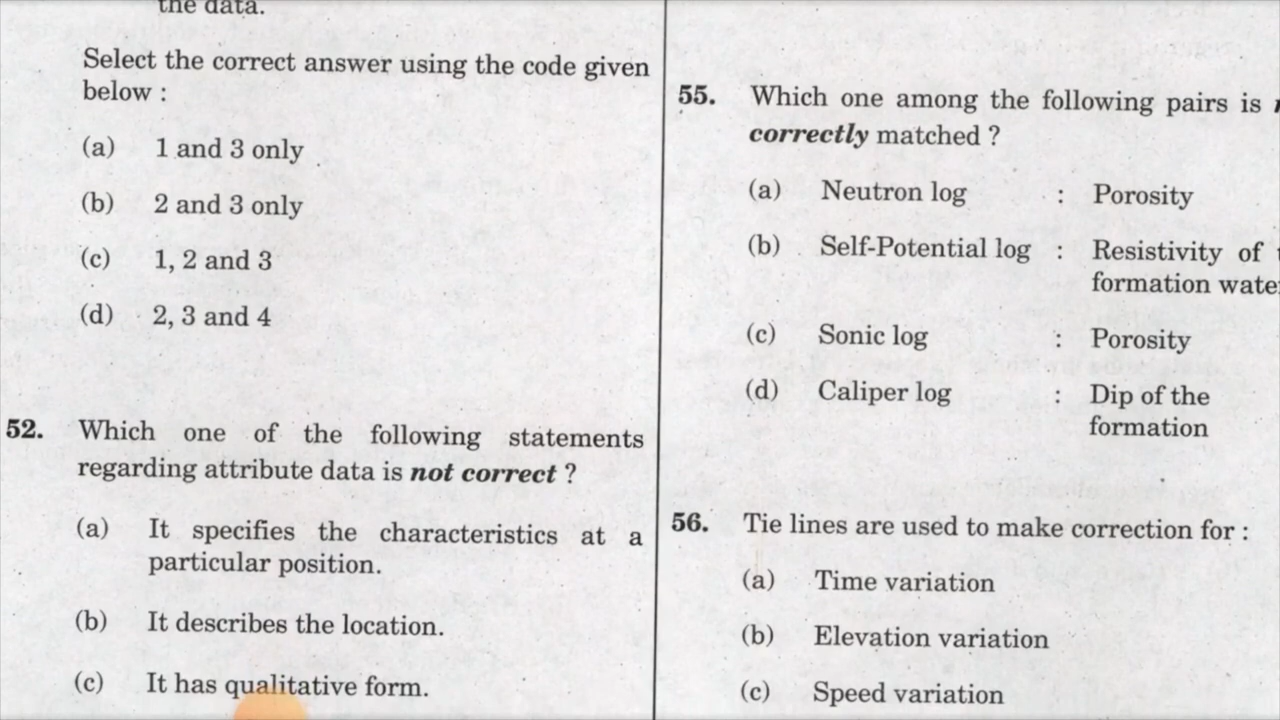 the data.
Select the correct answer using the code given
below :
(a) 1 and 3 only
(b) 2 and 3 only
(c) 1, 2 and 3
(d) 2, 3 and 4
52. Which one of the following statements
regarding attribute data is not correct ?
(a) It specifies the characteristics at a
particular position.
(b) It describes the location.
(c) It has qualitative form.
55. Which one among the following pairs is
correctly matched ?
(a) Neutron log : Porosity
(b) Self-Potential log : Resistivity of
formation
(c) Sonic log : Porosity
(d) Caliper log : Dip of the
formation
56. Tie lines are used to make correction for :
(a) Time variation
(b) Elevation variation
(c) Speed variation